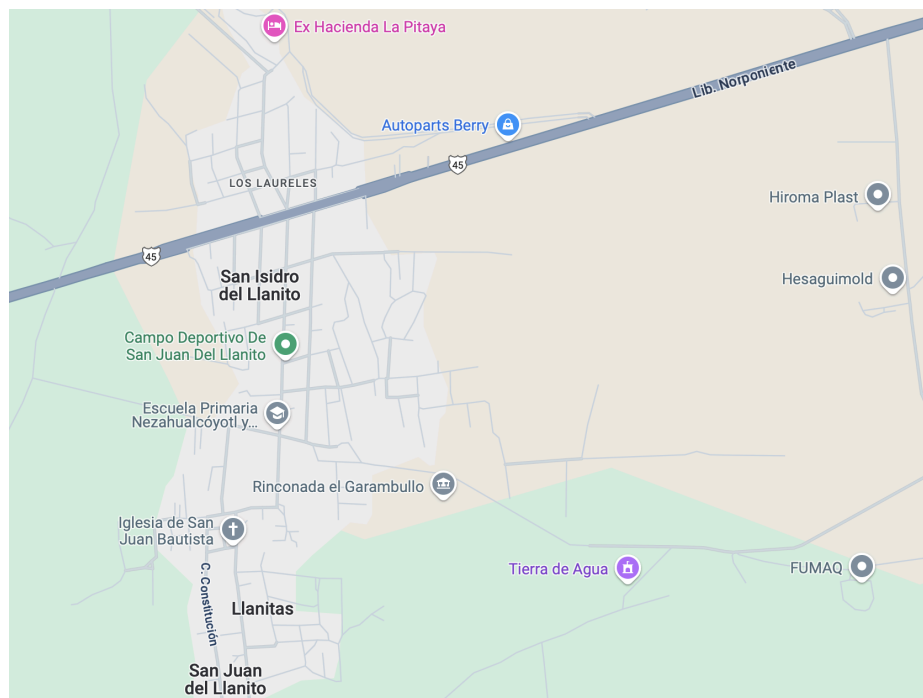 Ex Hacienda La Pitaya
Lib. Norponiente
Autoparts Berry
45
LOS LAURELES
Hiroma Plast
45
San Isidro
del Llanito
Hesaguimold
Campo Deportivo De
San Juan Del Llanito
Escuela Primaria
Nezahualcóyotl y...
Rinconada el Garambullo
Iglesia de San
Juan Bautista
Tierra de Agua
FUMAQ
C. Constitución
Llanitas
San Juan
del Llanito